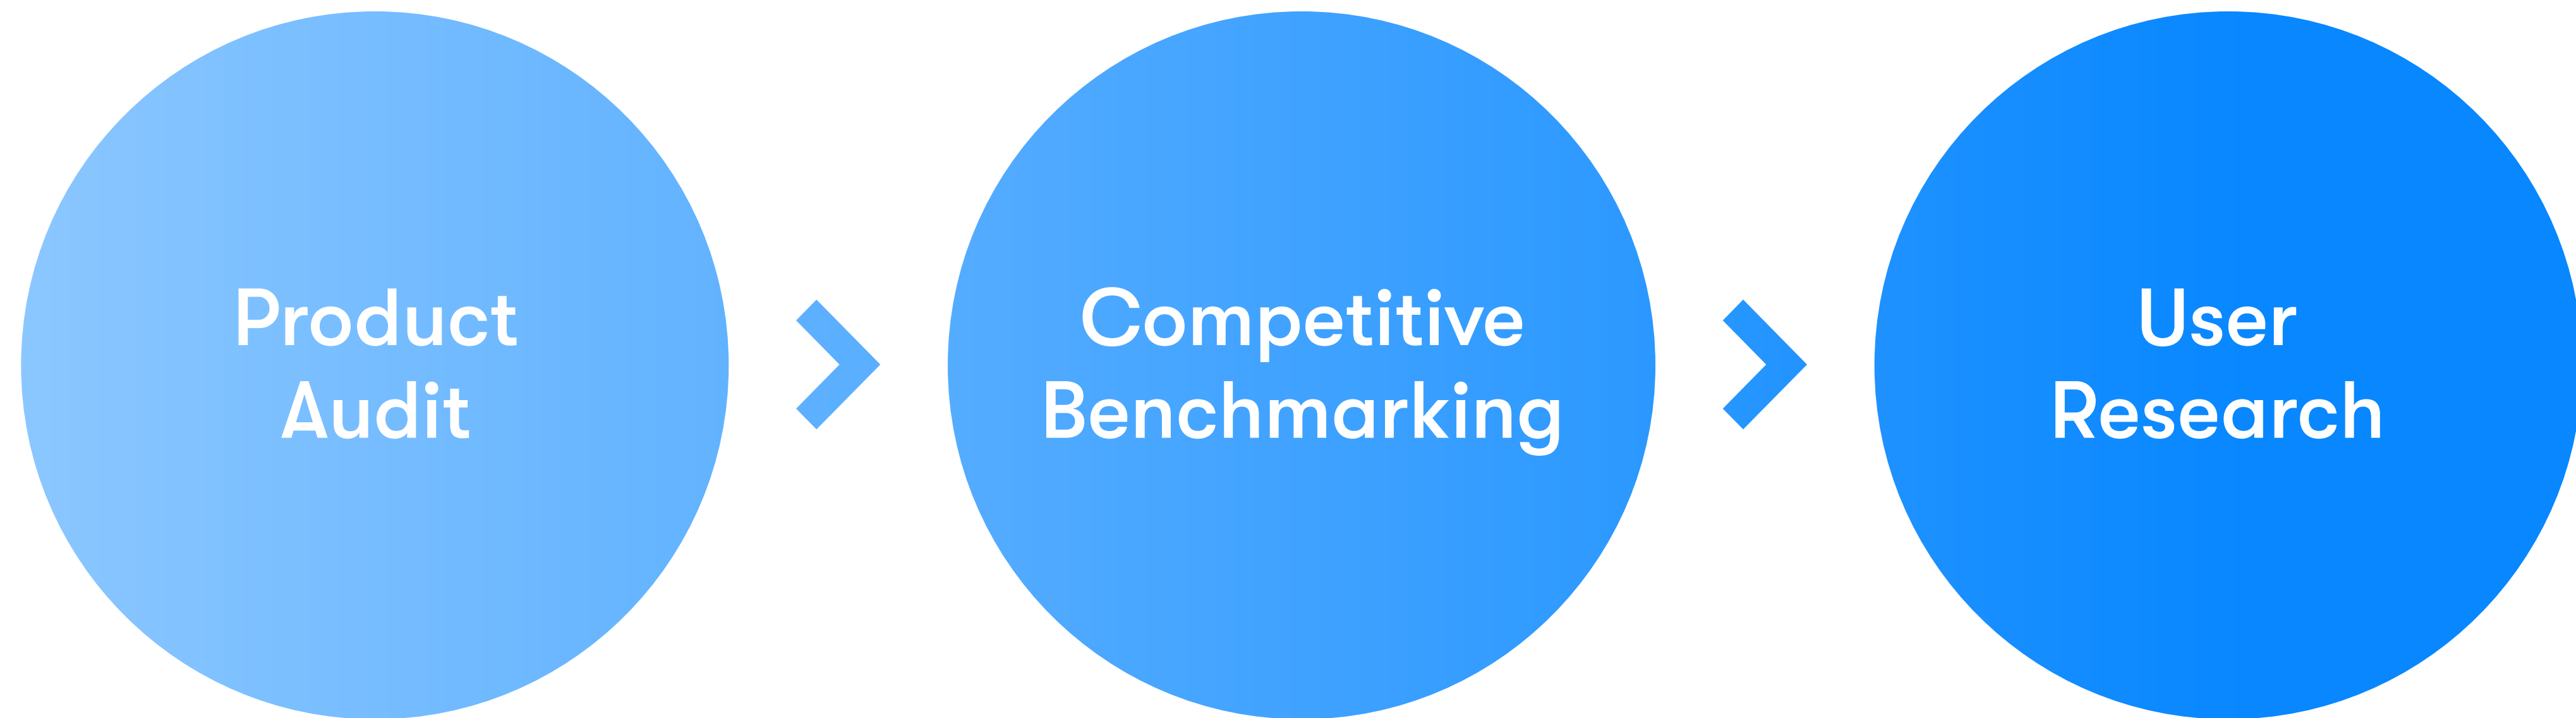 Product
Audit
Competitive
Benchmarking
User
Research